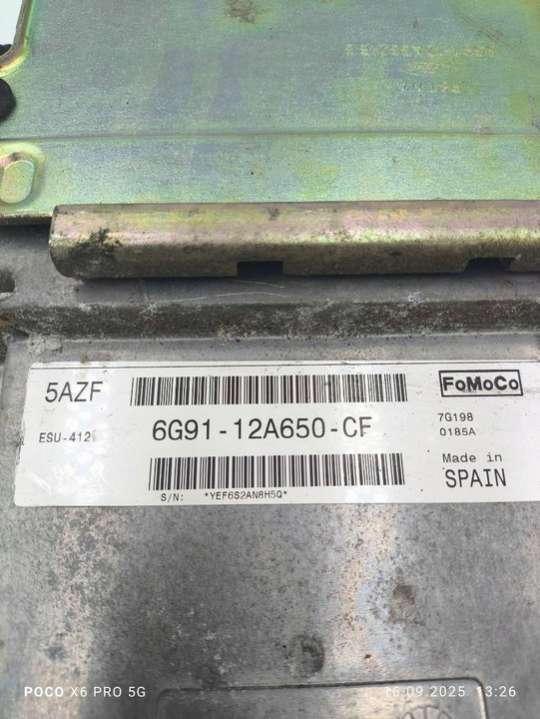 5AZF
FoMoCo
ESU-412
6G91-12A650-CF
7G198
0185A
Made in
SPAIN
S/N: *YEF6S2AN8H5Q*
POCO X6 PRO 5G
16.09.2025 13:26